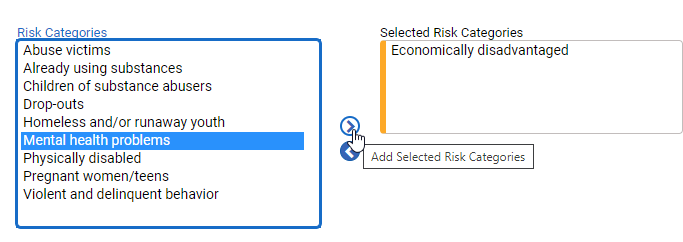 Risk Categories
Abuse victims
Already using substances
Children of substance abusers
Drop-outs
Homeless and/or runaway youth
Mental health problems
Physically disabled
Pregnant women/teens
Violent and delinquent behavior
Selected Risk Categories
Economically disadvantaged
Add Selected Risk Categories